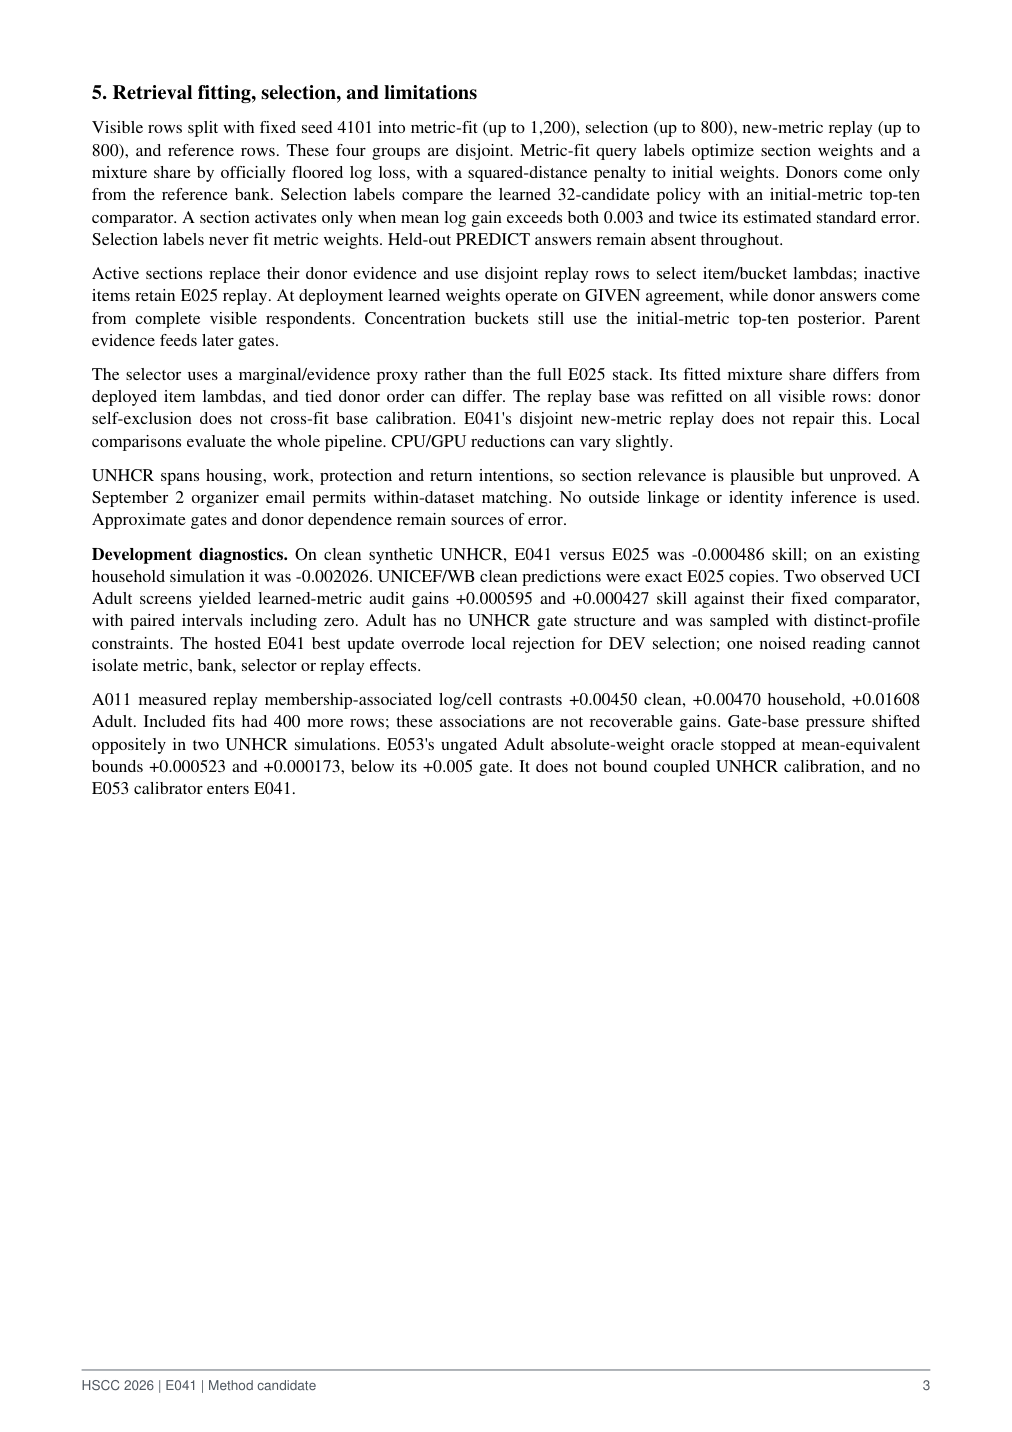 5. Retrieval fitting, selection, and limitations
Visible rows split with fixed seed 4101 into metric-fit (up to 1,200), selection (up to 800), new-metric replay (up to
800), and reference rows. These four groups are disjoint. Metric-fit query labels optimize section weights and a
mixture share by officially floored log loss, with a squared-distance penalty to initial weights. Donors come only
from the reference bank. Selection labels compare the learned 32-candidate policy with an initial-metric top-ten
comparator. A section activates only when mean log gain exceeds both 0.003 and twice its estimated standard error.
Selection labels never fit metric weights. Held-out PREDICT answers remain absent throughout.
Active sections replace their donor evidence and use disjoint replay rows to select item/bucket lambdas; inactive
items retain E025 replay. At deployment learned weights operate on GIVEN agreement, while donor answers come
from complete visible respondents. Concentration buckets still use the initial-metric top-ten posterior. Parent
evidence feeds later gates.
The selector uses a marginal/evidence proxy rather than the full E025 stack. Its fitted mixture share differs from
deployed item lambdas, and tied donor order can differ. The replay base was refitted on all visible rows: donor
self-exclusion does not cross-fit base calibration. E041's disjoint new-metric replay does not repair this. Local
comparisons evaluate the whole pipeline. CPU/GPU reductions can vary slightly.
UNHCR spans housing, work, protection and return intentions, so section relevance is plausible but unproved. A
September 2 organizer email permits within-dataset matching. No outside linkage or identity inference is used.
Approximate gates and donor dependence remain sources of error.
Development diagnostics. On clean synthetic UNHCR, E041 versus E025 was -0.000486 skill; on an existing
household simulation it was -0.002026. UNICEF/WB clean predictions were exact E025 copies. Two observed UCI
Adult screens yielded learned-metric audit gains +0.000595 and +0.000427 skill against their fixed comparator,
with paired intervals including zero. Adult has no UNHCR gate structure and was sampled with distinct-profile
constraints. The hosted E041 best update overrode local rejection for DEV selection; one noised reading cannot
isolate metric, bank, selector or replay effects.
A011 measured replay membership-associated log/cell contrasts +0.00450 clean, +0.00470 household, +0.01608
Adult. Included fits had 400 more rows; these associations are not recoverable gains. Gate-base pressure shifted
oppositely in two UNHCR simulations. E053's ungated Adult absolute-weight oracle stopped at mean-equivalent
bounds +0.000523 and +0.000173, below its +0.005 gate. It does not bound coupled UNHCR calibration, and no
E053 calibrator enters E041.
HSCC 2026 | E041 | Method candidate
3